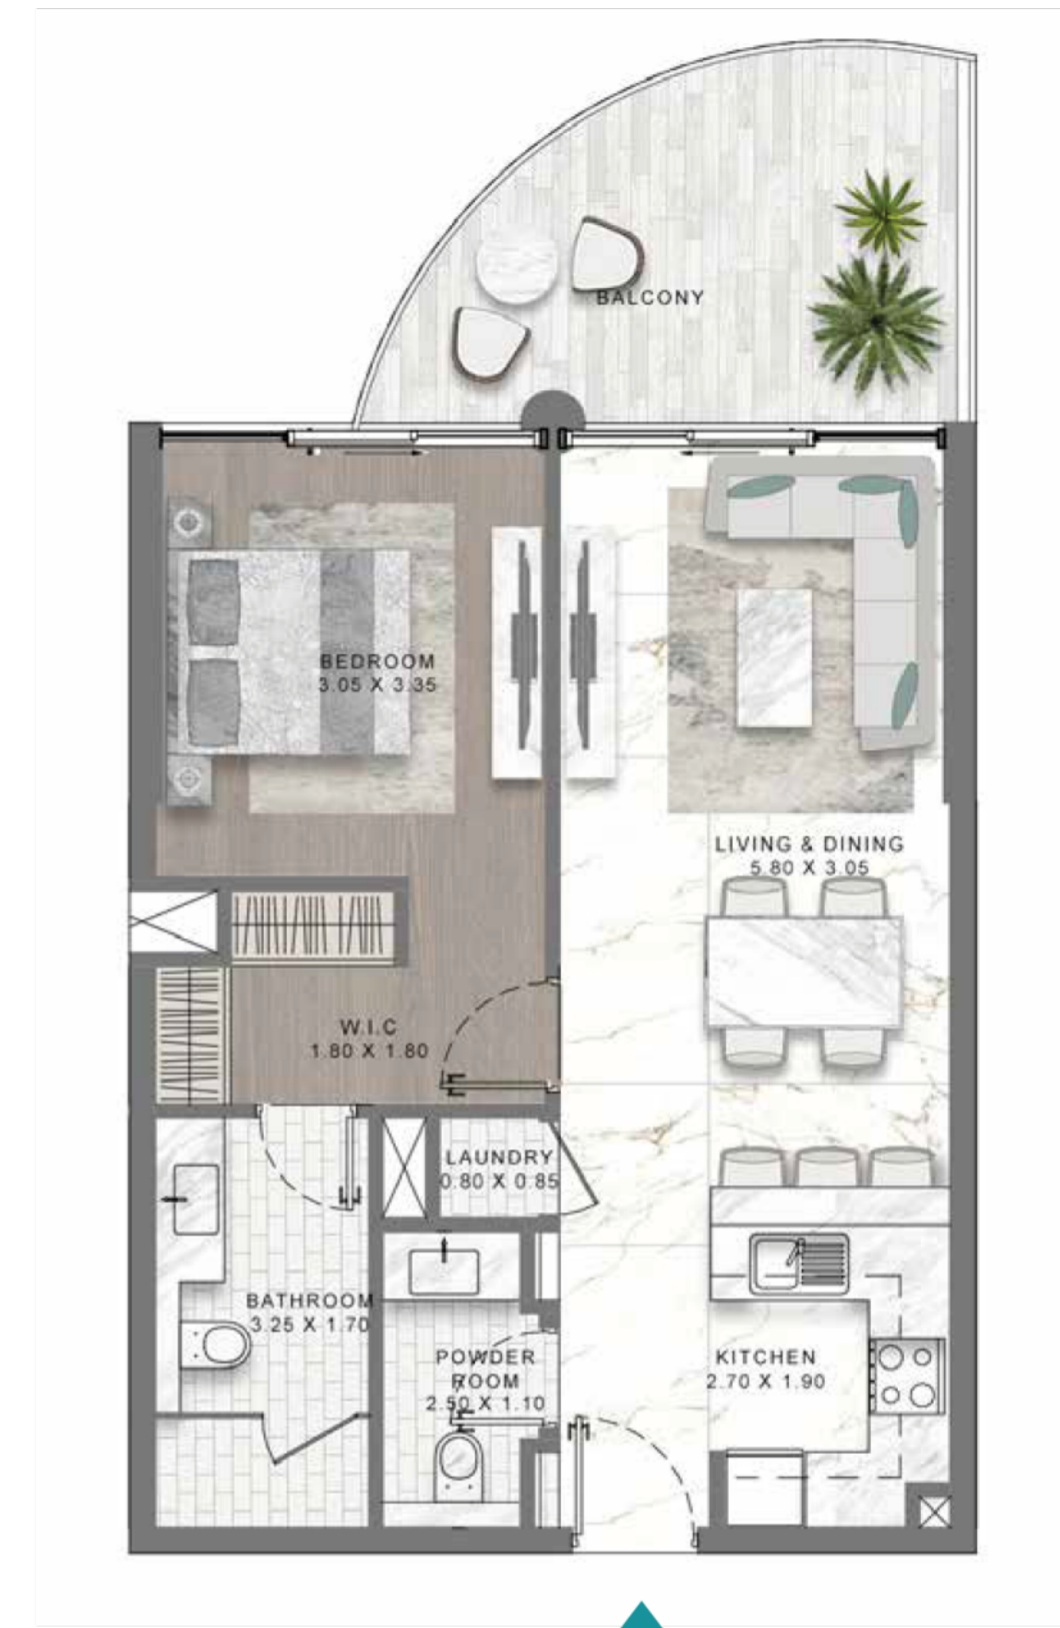 BALCONY
BEDROOM
3.05 X 3.35
LIVING & DINING
5.80 X 3.05
W.I.C
1.80 X 1.80
LAUNDRY
0.80 X 0.85
BATHROOM
3.25 X 1.70
POWDER
ROOM
2.50 X 1.10
KITCHEN
2.70 X 1.90